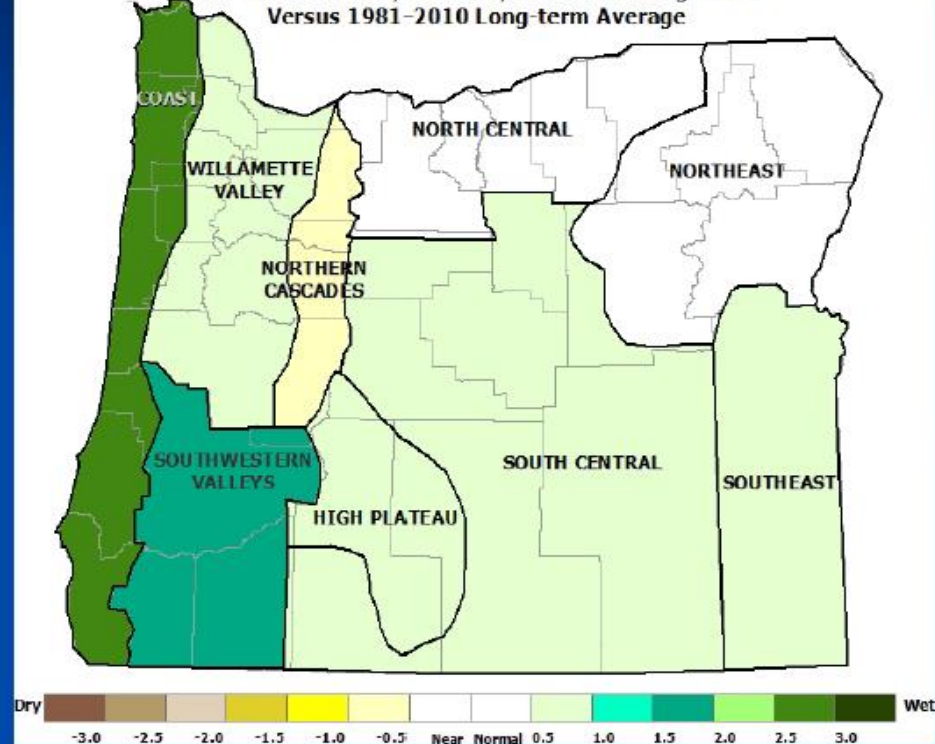 Versus 1981–2010 Long-term Average
COAST
NORTH CENTRAL
WILLAMETTE
VALLEY
NORTHEAST
NORTHERN
CASCADES
SOUTHWESTERN
VALLEYS
SOUTH CENTRAL
SOUTHEAST
HIGH PLATEAU
Dry Wet
-3.0 -2.5 -2.0 -1.5 -1.0 -0.5 Near Normal 0.5 1.0 1.5 2.0 2.5 3.0